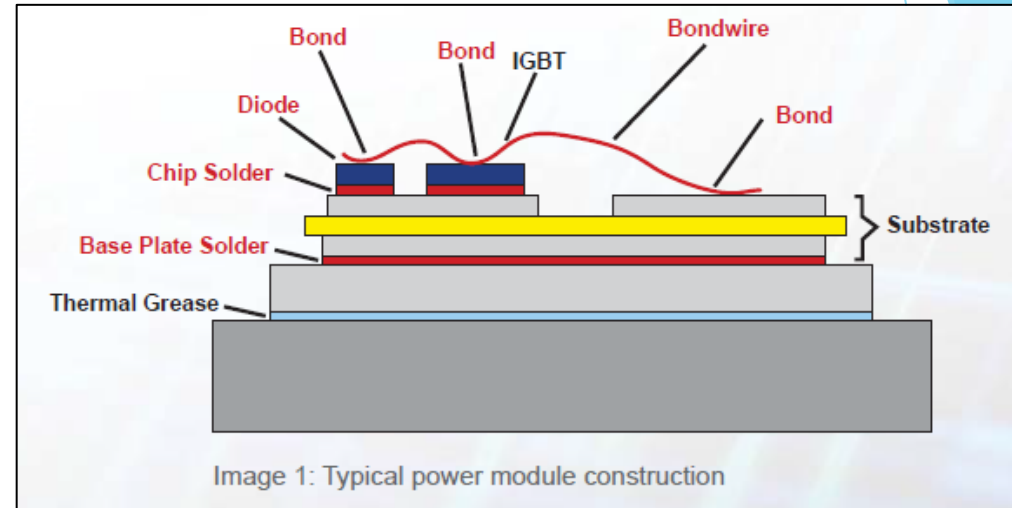 Bond
Bond
IGBT
Bondwire
Diode
Bond
Chip Solder
Substrate
Base Plate Solder
Thermal Grease
Image 1: Typical power module construction